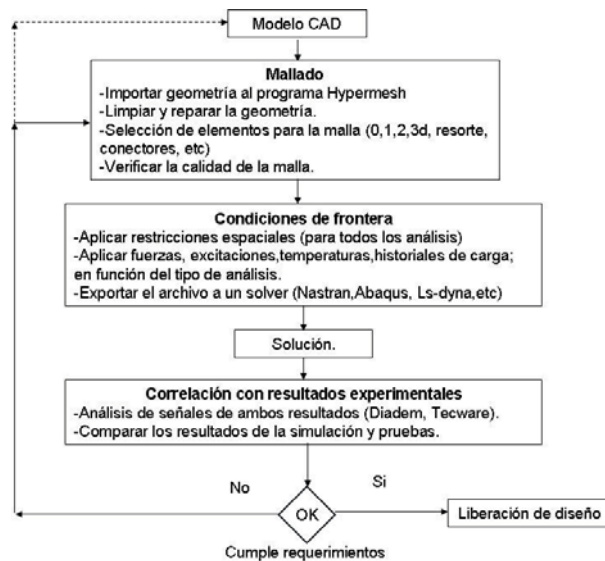 Modelo CAD
Mallado
-Importar geometría al programa Hypermesh
-Limpiar y reparar la geometría.
-Selección de elementos para la malla (0,1,2,3d, resorte,
conectores, etc)
-Verificar la calidad de la malla.
Condiciones de frontera
-Aplicar restricciones espaciales (para todos los análisis)
-Aplicar fuerzas, excitaciones,temperaturas,historiales de carga;
en función del tipo de análisis.
-Exportar el archivo a un solver (Nastran,Abaqus, Ls-dyna,etc)
Solución.
Correlación con resultados experimentales
-Análisis de señales de ambos resultados (Diadem, Tecware).
-Comparar los resultados de la simulación y pruebas.
No
Si
OK
Liberación de diseño
Cumple requerimientos